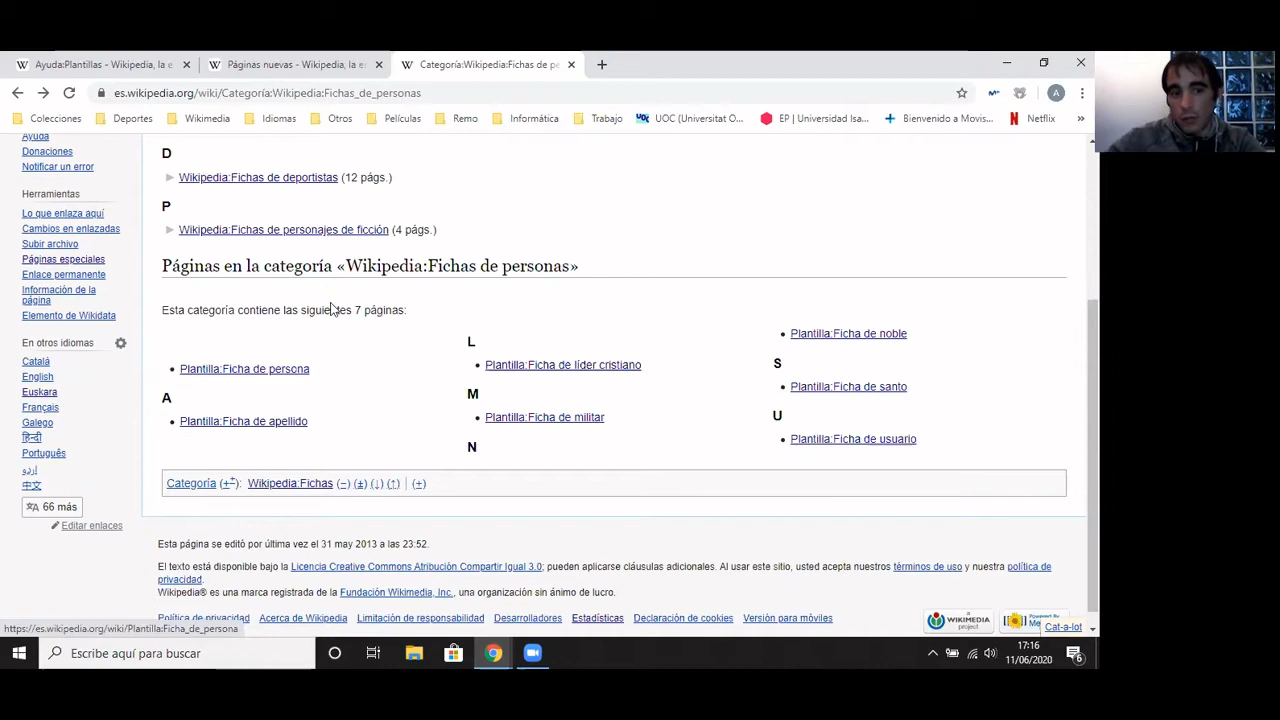 Ayuda:Plantillas - Wikipedia, la e
Páginas nuevas - Wikipedia, la en
Categoría:Wikipedia:Fichas de pe
es.wikipedia.org/wiki/Categoría:Wikipedia:Fichas_de_personas
A
Colecciones
Deportes
Wikimedia
Idiomas
Otros
Películas
Remo
Informática
Trabajo
UOC (Universitat O...
EP | Universidad Isa...
Bienvenido a Movis...
Netflix
»
Ayuda
Donaciones
Notificar un error
Herramientas
Lo que enlaza aquí
Cambios en enlazadas
Subir archivo
Páginas especiales
Enlace permanente
Información de la
página
Elemento de Wikidata
En otros idiomas
Català
English
Euskara
Français
Galego
हिन्दी
Português
اردو
中文
66 más
Editar enlaces
D
Wikipedia:Fichas de deportistas (12 págs.)
P
Wikipedia:Fichas de personajes de ficción (4 págs.)
Páginas en la categoría «Wikipedia:Fichas de personas»
Esta categoría contiene las siguientes 7 páginas:
Plantilla:Ficha de persona
A
Plantilla:Ficha de apellido
L
Plantilla:Ficha de líder cristiano
M
Plantilla:Ficha de militar
N
Plantilla:Ficha de noble
S
Plantilla:Ficha de santo
U
Plantilla:Ficha de usuario
Categoría (++): Wikipedia:Fichas (−) (±) (↓) (↑) | (+)
Esta página se editó por última vez el 31 may 2013 a las 23:52.
El texto está disponible bajo la Licencia Creative Commons Atribución Compartir Igual 3.0; pueden aplicarse cláusulas adicionales. Al usar este sitio, usted acepta nuestros términos de uso y nuestra política de
privacidad.
Wikipedia® es una marca registrada de la Fundación Wikimedia, Inc., una organización sin ánimo de lucro.
Política de privacidad
Acerca de Wikipedia
Limitación de responsabilidad
Desarrolladores
Estadísticas
Declaración de cookies
Versión para móviles
WIKIMEDIA
project
Cat-a-lot
https://es.wikipedia.org/wiki/Plantilla:Ficha_de_persona
Escribe aquí para buscar
17:16
11/06/2020
6